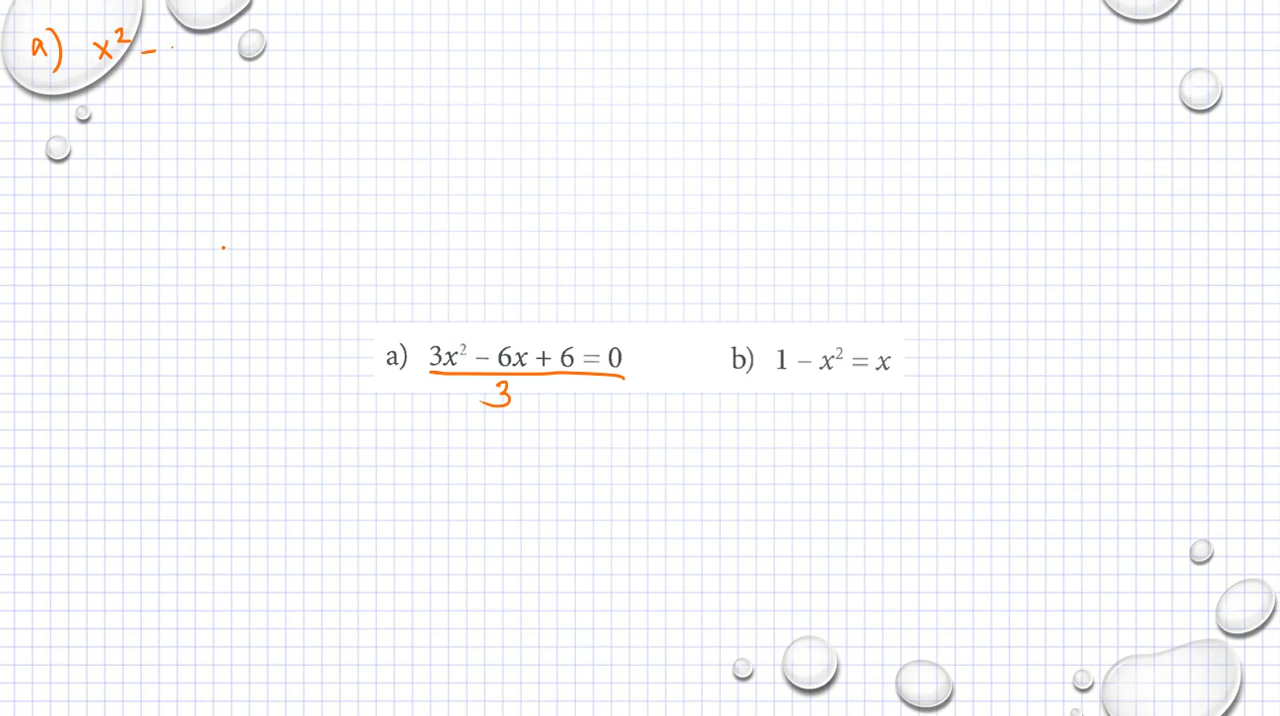 a) x² -
a) 3x² − 6x + 6 = 0 b) 1 − x² = x
3